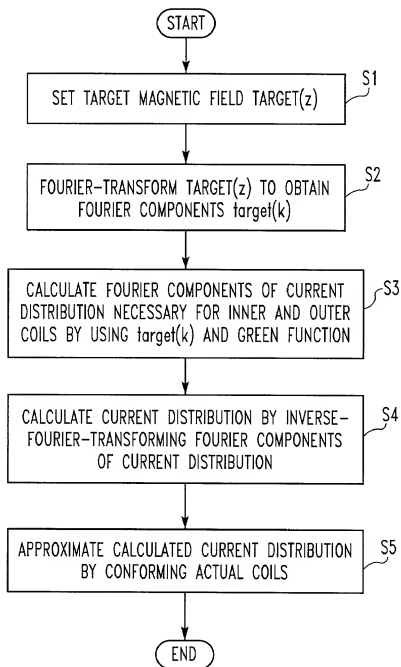 START
S1
SET TARGET MAGNETIC FIELD TARGET(z)
S2
FOURIER-TRANSFORM TARGET(z) TO OBTAIN
FOURIER COMPONENTS target(k)
S3
CALCULATE FOURIER COMPONENTS OF CURRENT
DISTRIBUTION NECESSARY FOR INNER AND OUTER
COILS BY USING target(k) AND GREEN FUNCTION
S4
CALCULATE CURRENT DISTRIBUTION BY INVERSE-
FOURIER-TRANSFORMING FOURIER COMPONENTS
OF CURRENT DISTRIBUTION
S5
APPROXIMATE CALCULATED CURRENT DISTRIBUTION
BY CONFORMING ACTUAL COILS
END